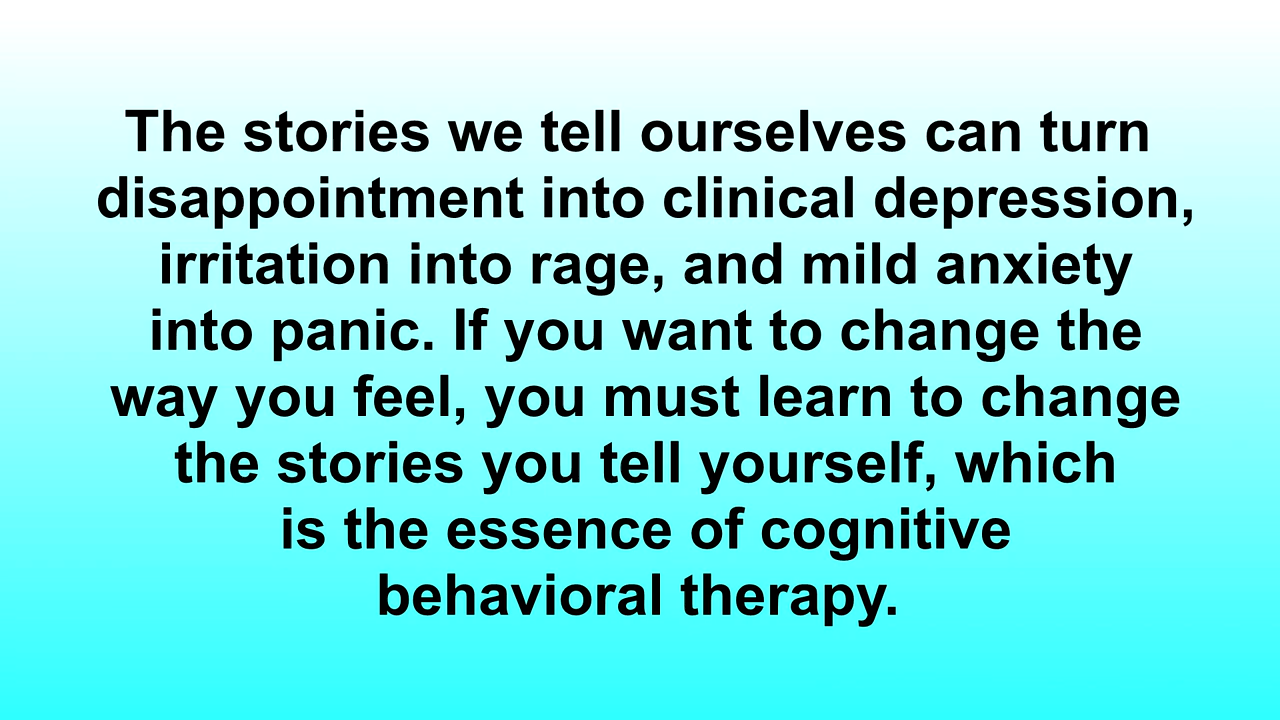 The stories we tell ourselves can turn
disappointment into clinical depression,
irritation into rage, and mild anxiety
into panic. If you want to change the
way you feel, you must learn to change
the stories you tell yourself, which
is the essence of cognitive
behavioral therapy.